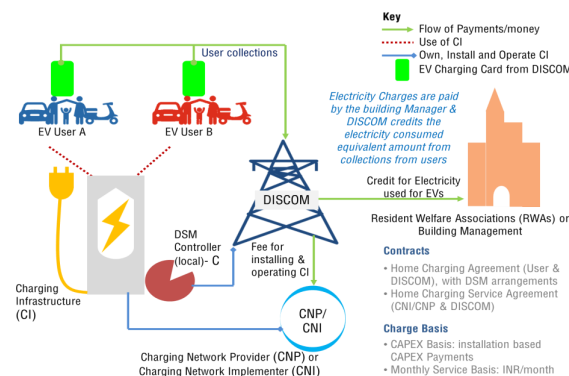 Key
Flow of Payments/money
Use of CI
Own, Install and Operate CI
EV Charging Card from DISCOM
User collections
EV User A
EV User B
Electricity Charges are paid
by the building Manager &
DISCOM credits the
electricity consumed
equivalent amount from
collections from users
DISCOM
Credit for Electricity
used for EVs
Resident Welfare Associations (RWAs) or
Building Management
DSM
Controller
(local)- C
Fee for
installing &
operating CI
Charging
Infrastructure
(CI)
CNP/
CNI
Charging Network Provider (CNP) or
Charging Network Implementer (CNI)
Contracts
• Home Charging Agreement (User &
DISCOM), with DSM arrangements
• Home Charging Service Agreement
(CNI/CNP & DISCOM)
Charge Basis
• CAPEX Basis: installation based
CAPEX Payments
• Monthly Service Basis: INR/month